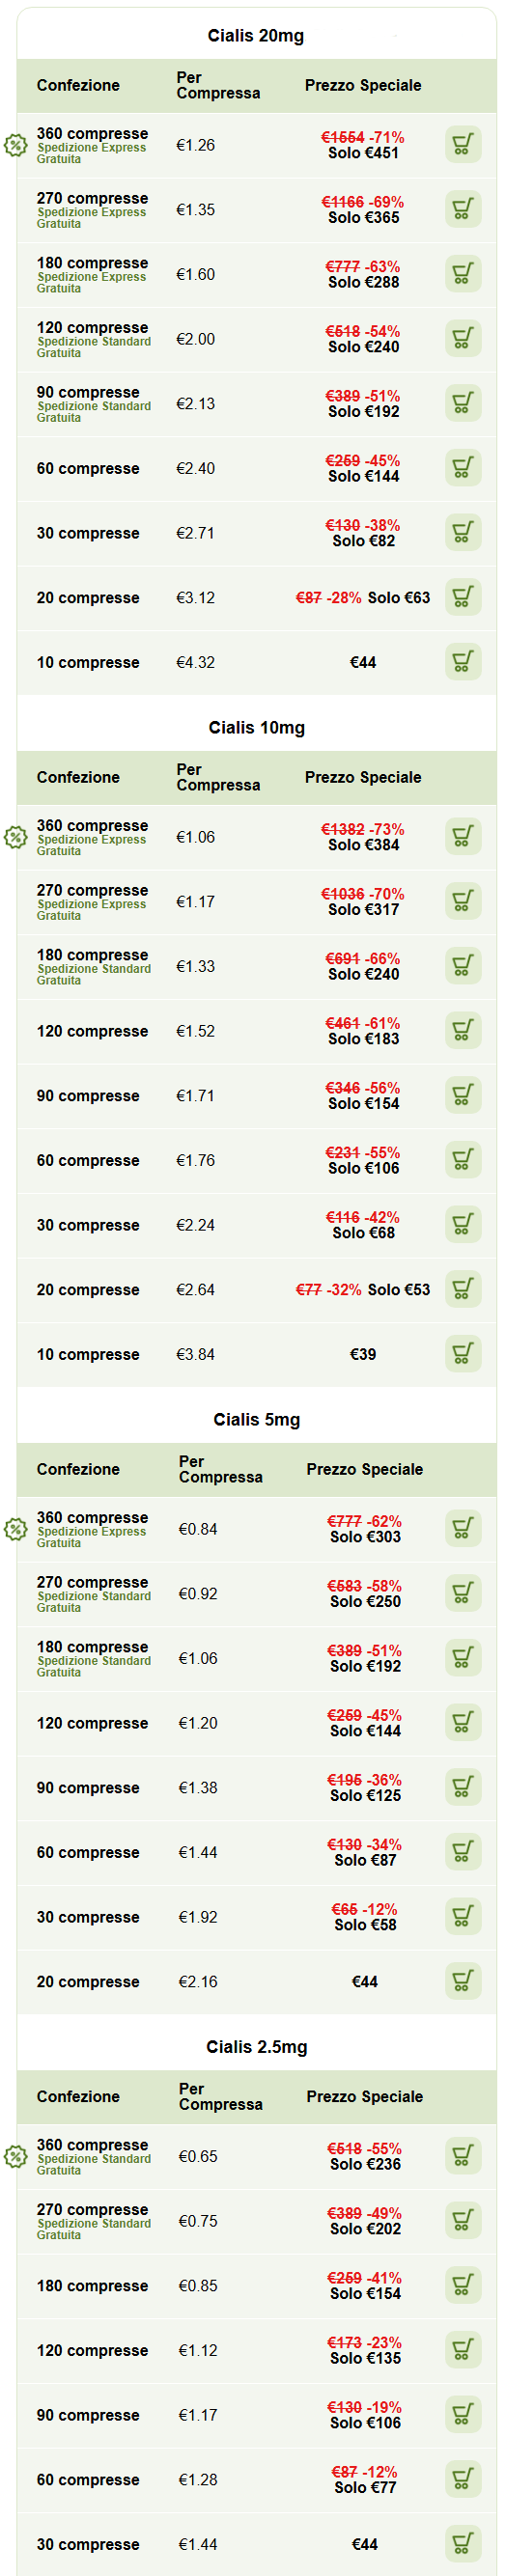 Cialis 20mg
Confezione Per Compressa Prezzo Speciale
360 compresse
Spedizione Express Gratuita
€1.26
€1554 -71%
Solo €451
270 compresse
Spedizione Express Gratuita
€1.35
€1166 -69%
Solo €365
180 compresse
Spedizione Express Gratuita
€1.60
€777 -63%
Solo €288
120 compresse
Spedizione Standard Gratuita
€2.00
€518 -54%
Solo €240
90 compresse
Spedizione Standard Gratuita
€2.13
€389 -51%
Solo €192
60 compresse
€2.40
€259 -45%
Solo €144
30 compresse
€2.71
€130 -38%
Solo €82
20 compresse €3.12 €87 -28% Solo €63
10 compresse €4.32 €44
Cialis 10mg
Confezione Per Compressa Prezzo Speciale
360 compresse
Spedizione Express Gratuita
€1.06
€1382 -73%
Solo €384
270 compresse
Spedizione Express Gratuita
€1.17
€1036 -70%
Solo €317
180 compresse
Spedizione Standard Gratuita
€1.33
€691 -66%
Solo €240
120 compresse
€1.52
€461 -61%
Solo €183
90 compresse
€1.71
€346 -56%
Solo €154
60 compresse
€1.76
€231 -55%
Solo €106
30 compresse
€2.24
€116 -42%
Solo €68
20 compresse €2.64 €77 -32% Solo €53
10 compresse €3.84 €39
Cialis 5mg
Confezione Per Compressa Prezzo Speciale
360 compresse
Spedizione Express Gratuita
€0.84
€777 -62%
Solo €303
270 compresse
Spedizione Standard Gratuita
€0.92
€583 -58%
Solo €250
180 compresse
Spedizione Standard Gratuita
€1.06
€389 -51%
Solo €192
120 compresse
€1.20
€259 -45%
Solo €144
90 compresse
€1.38
€195 -36%
Solo €125
60 compresse
€1.44
€130 -34%
Solo €87
30 compresse
€1.92
€65 -12%
Solo €58
20 compresse €2.16 €44
Cialis 2.5mg
Confezione Per Compressa Prezzo Speciale
360 compresse
Spedizione Standard Gratuita
€0.65
€518 -55%
Solo €236
270 compresse
Spedizione Standard Gratuita
€0.75
€389 -49%
Solo €202
180 compresse
€0.85
€259 -41%
Solo €154
120 compresse
€1.12
€173 -23%
Solo €135
90 compresse
€1.17
€130 -19%
Solo €106
60 compresse
€1.28
€87 -12%
Solo €77
30 compresse €1.44 €44